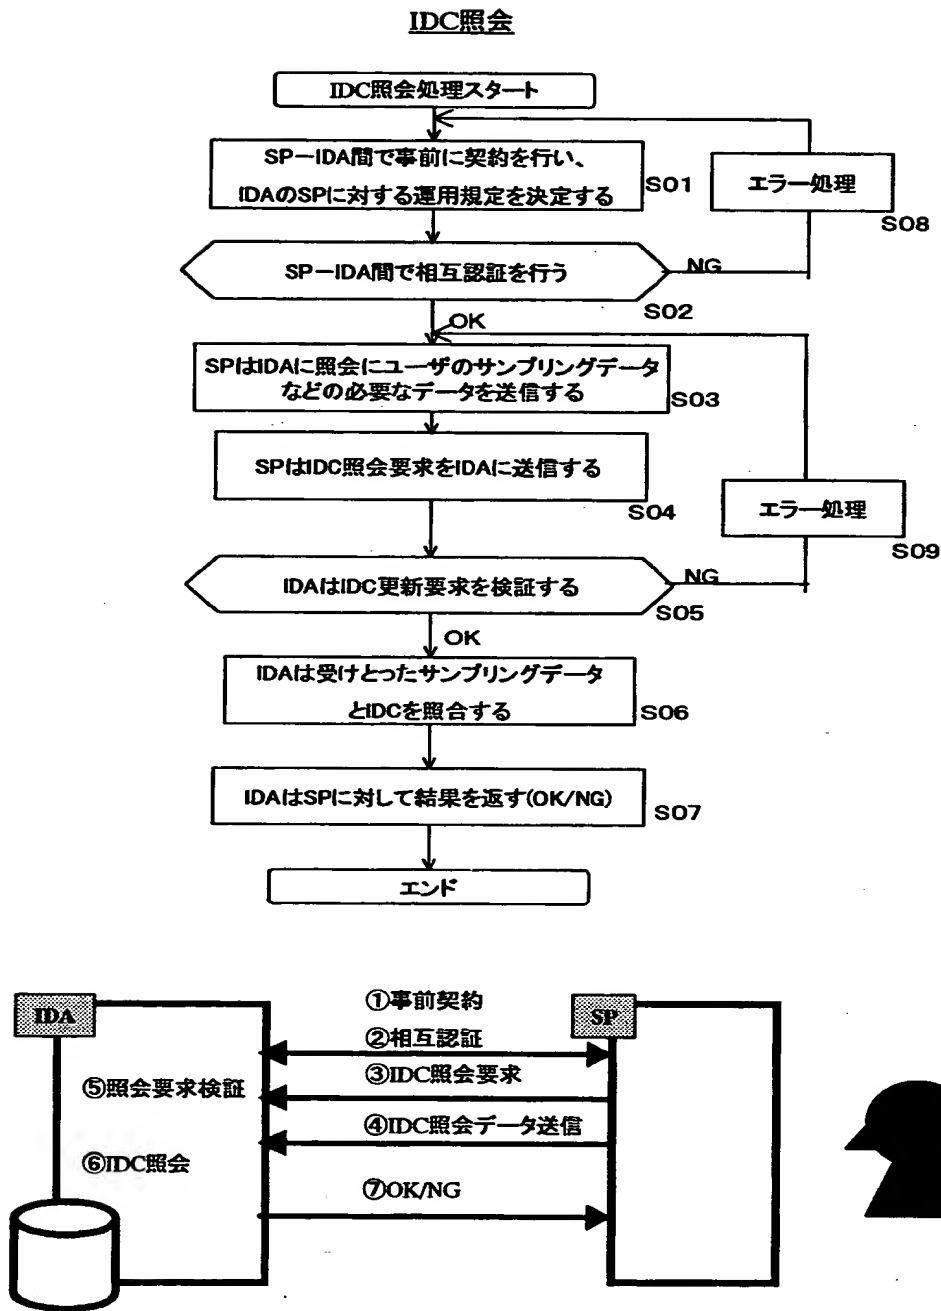 IDC照会
IDC照会処理スタート
SP－IDA間で事前に契約を行い、
IDAのSPに対する運用規定を決定する
S01
エラー処理
S08
SP－IDA間で相互認証を行う
NG
S02
OK
SPはIDAに照会にユーザのサンプリングデータ
などの必要なデータを送信する
S03
SPはIDC照会要求をIDAに送信する
S04
エラー処理
S09
IDAはIDC更新要求を検証する
NG
S05
OK
IDAは受けとったサンプリングデータ
とIDCを照合する
S06
IDAはSPに対して結果を返す(OK/NG)
S07
エンド
IDA
①事前契約
SP
②相互認証
③IDC照会要求
⑤照会要求検証
④IDC照会データ送信
⑥IDC照会
⑦OK/NG